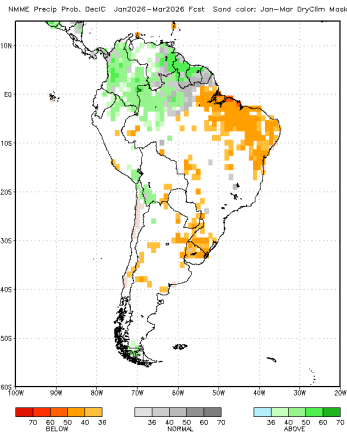 NMME Precip Prob. DecIC Jan2026-Mar2026 Fcst Sand color: Jan-Mar DryClim Mask
10N
EQ
10S
20S
30S
40S
50S
60S
100W 90W 80W 70W 60W 50W 40W 30W 20W
70 60 50 40 36 36 40 50 60 70 36 40 50 60 70
BELOW NORMAL ABOVE